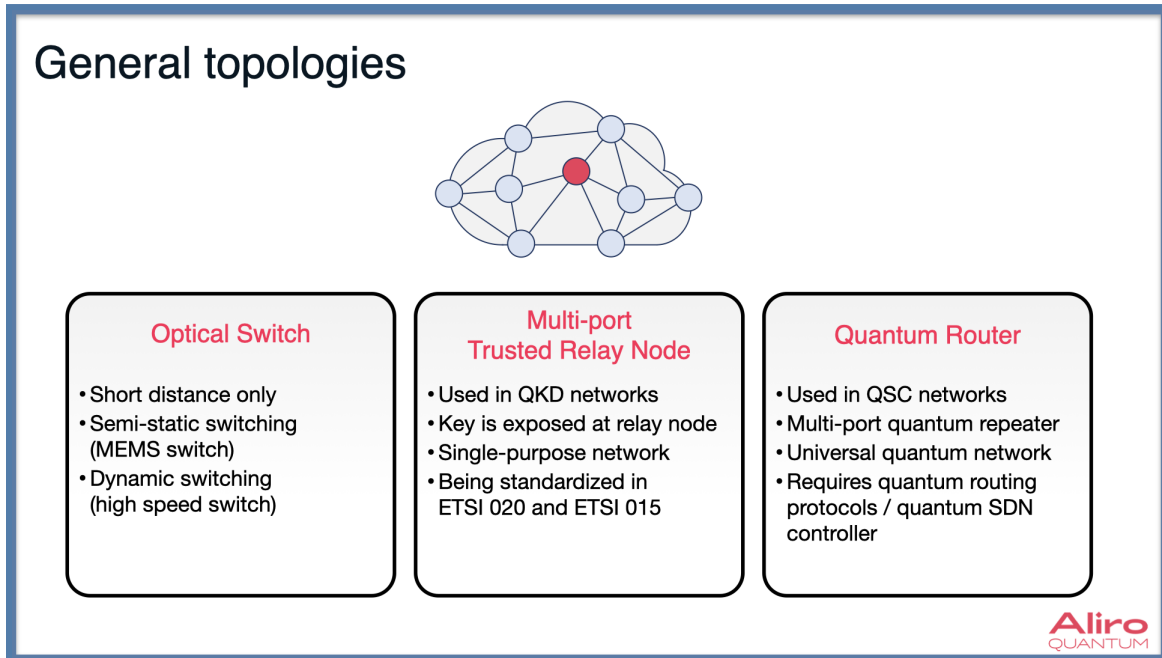 General topologies
Optical Switch
• Short distance only
• Semi-static switching
(MEMS switch)
• Dynamic switching
(high speed switch)
Multi-port
Trusted Relay Node
• Used in QKD networks
• Key is exposed at relay node
• Single-purpose network
• Being standardized in
ETSI 020 and ETSI 015
Quantum Router
• Used in QSC networks
• Multi-port quantum repeater
• Universal quantum network
• Requires quantum routing
protocols / quantum SDN
controller
Aliro
QUANTUM